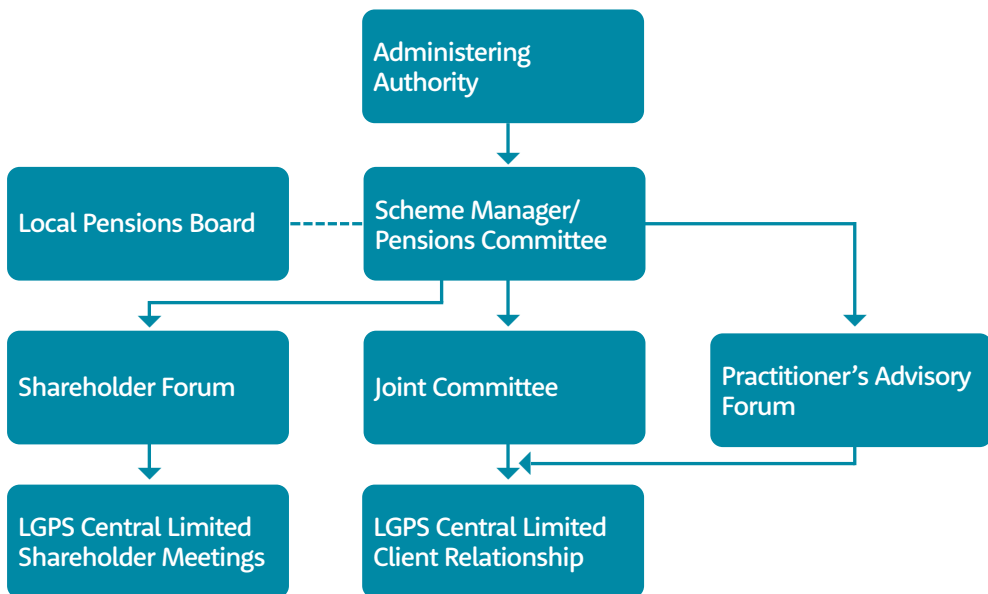 Administering
Authority
Local Pensions Board
Scheme Manager/
Pensions Committee
Shareholder Forum
Joint Committee
Practitioner’s Advisory
Forum
LGPS Central Limited
Shareholder Meetings
LGPS Central Limited
Client Relationship